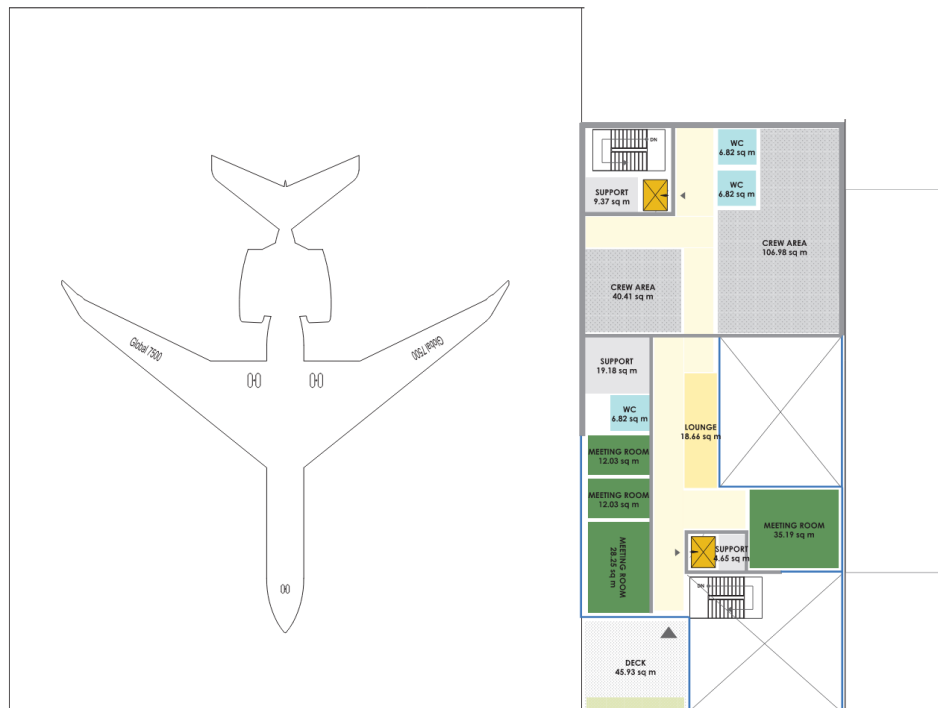 DN
WC
6.82 sq m
SUPPORT
9.37 sq m
WC
6.82 sq m
CREW AREA
106.98 sq m
CREW AREA
40.41 sq m
Global 7500
Global 7500
SUPPORT
19.18 sq m
WC
6.82 sq m
LOUNGE
18.66 sq m
MEETING ROOM
12.03 sq m
MEETING ROOM
12.03 sq m
MEETING ROOM
35.19 sq m
MEETING ROOM
28.25 sq m
SUPPORT
4.65 sq m
DN
DECK
45.93 sq m